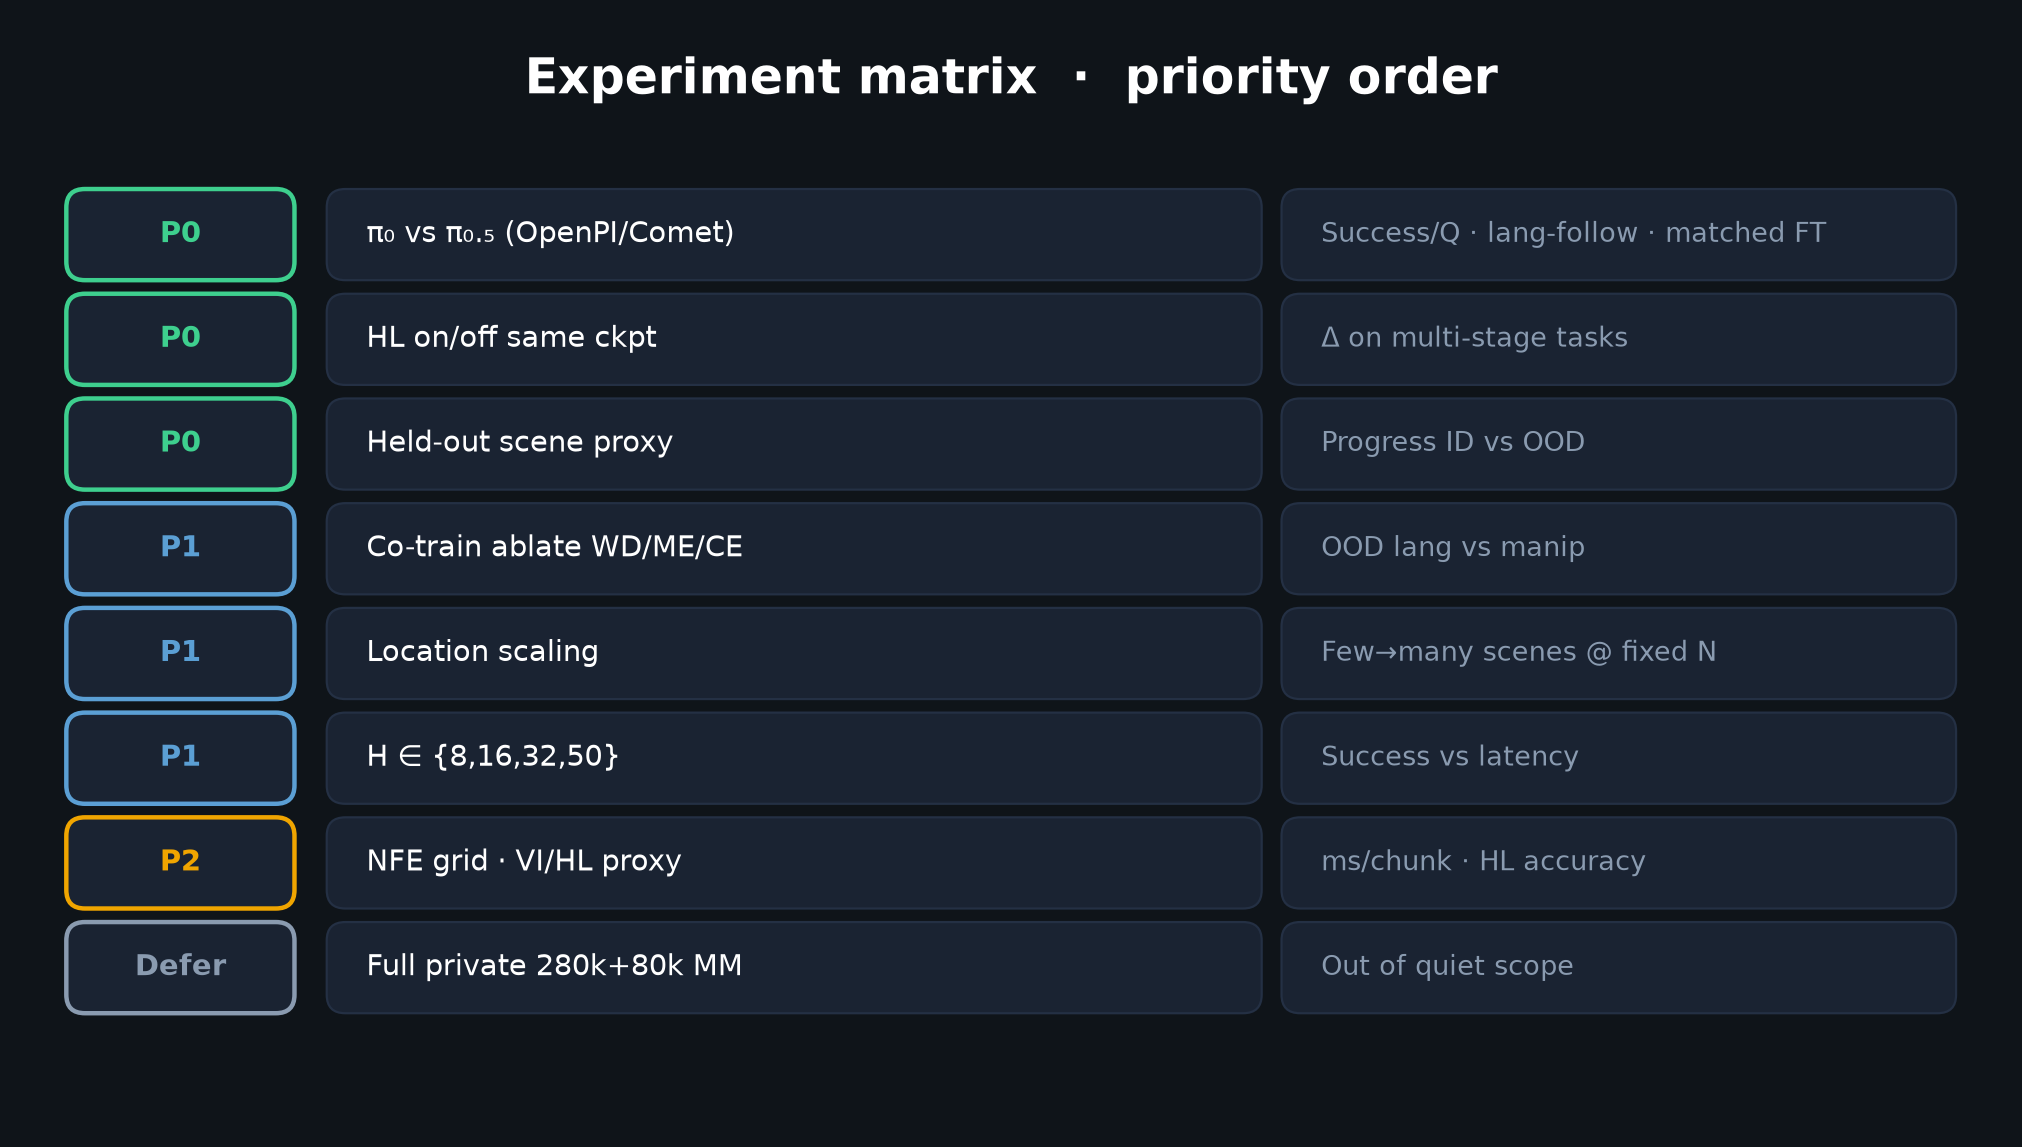 Experiment matrix · priority order
P0 π₀ vs π₀.₅ (OpenPI/Comet) Success/Q · lang-follow · matched FT
P0 HL on/off same ckpt Δ on multi-stage tasks
P0 Held-out scene proxy Progress ID vs OOD
P1 Co-train ablate WD/ME/CE OOD lang vs manip
P1 Location scaling Few→many scenes @ fixed N
P1 H ∈ {8,16,32,50} Success vs latency
P2 NFE grid · VI/HL proxy ms/chunk · HL accuracy
Defer Full private 280k+80k MM Out of quiet scope